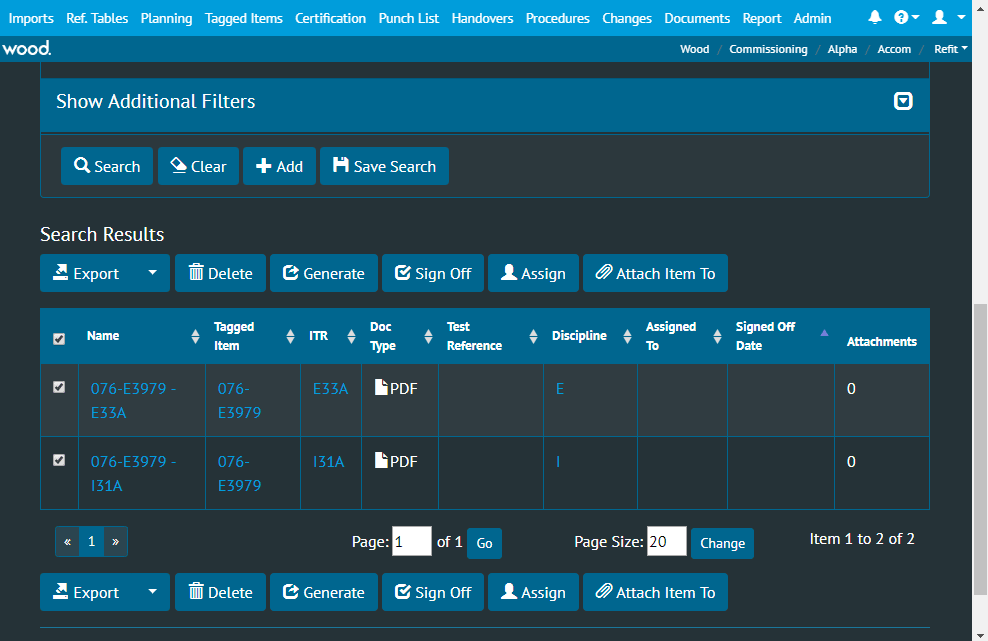 Imports Ref. Tables Planning Tagged Items Certification Punch List Handovers Procedures Changes Documents Report Admin
wood. Wood / Commissioning / Alpha / Accom / Refit
Show Additional Filters
Search Clear Add Save Search
Search Results
Export Delete Generate Sign Off Assign Attach Item To
Name Tagged Item ITR Doc Type Test Reference Discipline Assigned To Signed Off Date Attachments
076-E3979 - E33A 076-E3979 E33A PDF E 0
076-E3979 - I31A 076-E3979 I31A PDF I 0
« 1 » Page: 1 of 1 Go Page Size: 20 Change Item 1 to 2 of 2
Export Delete Generate Sign Off Assign Attach Item To